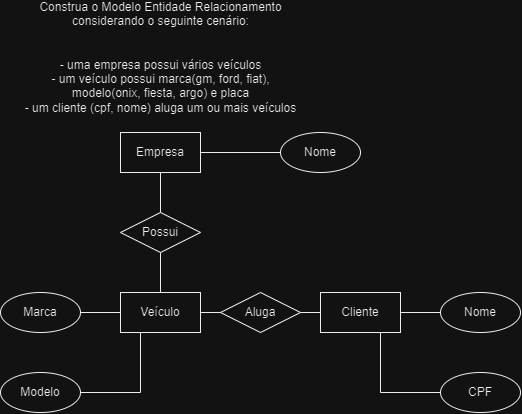 Construa o Modelo Entidade Relacionamento
considerando o seguinte cenário:
- uma empresa possui vários veículos
- um veículo possui marca(gm, ford, fiat),
modelo(onix, fiesta, argo) e placa
- um cliente (cpf, nome) aluga um ou mais veículos
Empresa
Nome
Possui
Marca
Veículo
Aluga
Cliente
Nome
Modelo
CPF